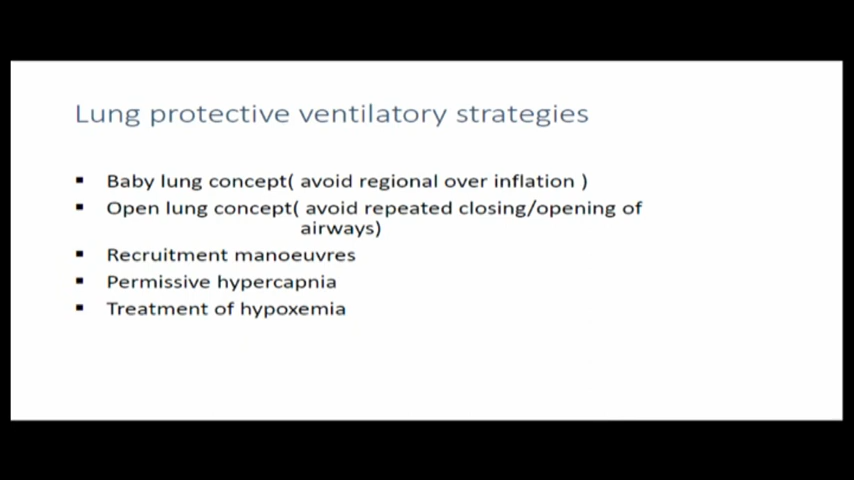 Lung protective ventilatory strategies
▪ Baby lung concept( avoid regional over inflation )
▪ Open lung concept( avoid repeated closing/opening of
airways)
▪ Recruitment manoeuvres
▪ Permissive hypercapnia
▪ Treatment of hypoxemia